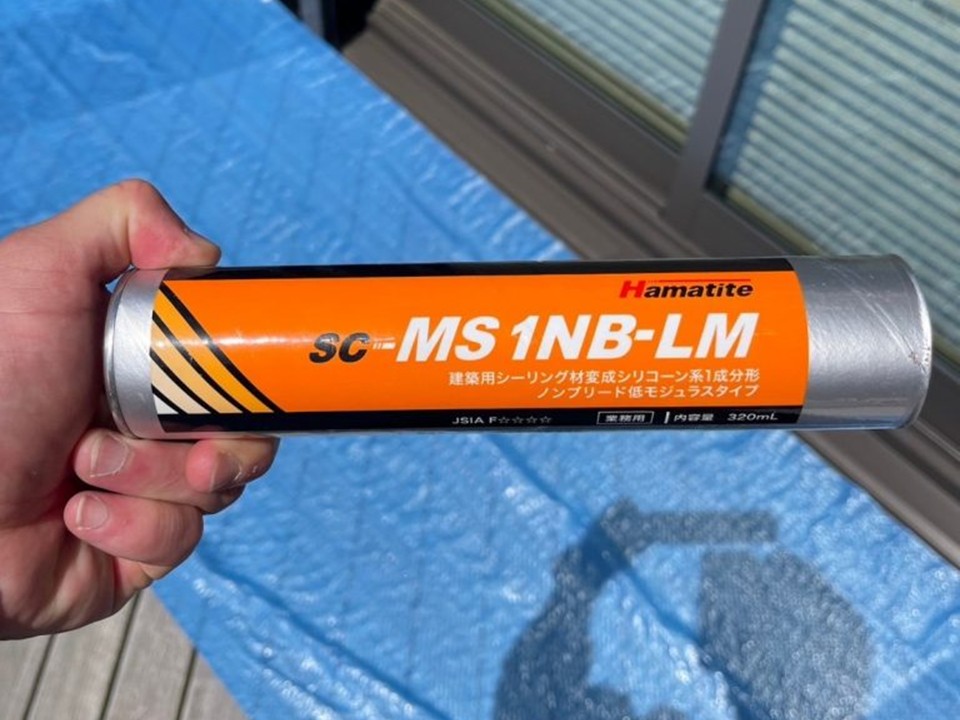 Hamatite
SC-MS 1NB-LM
建築用シーリング材変成シリコーン系1成分形
ノンブリード低モジュラスタイプ
JSIA F☆☆☆☆ 業務用 内容量 320mL